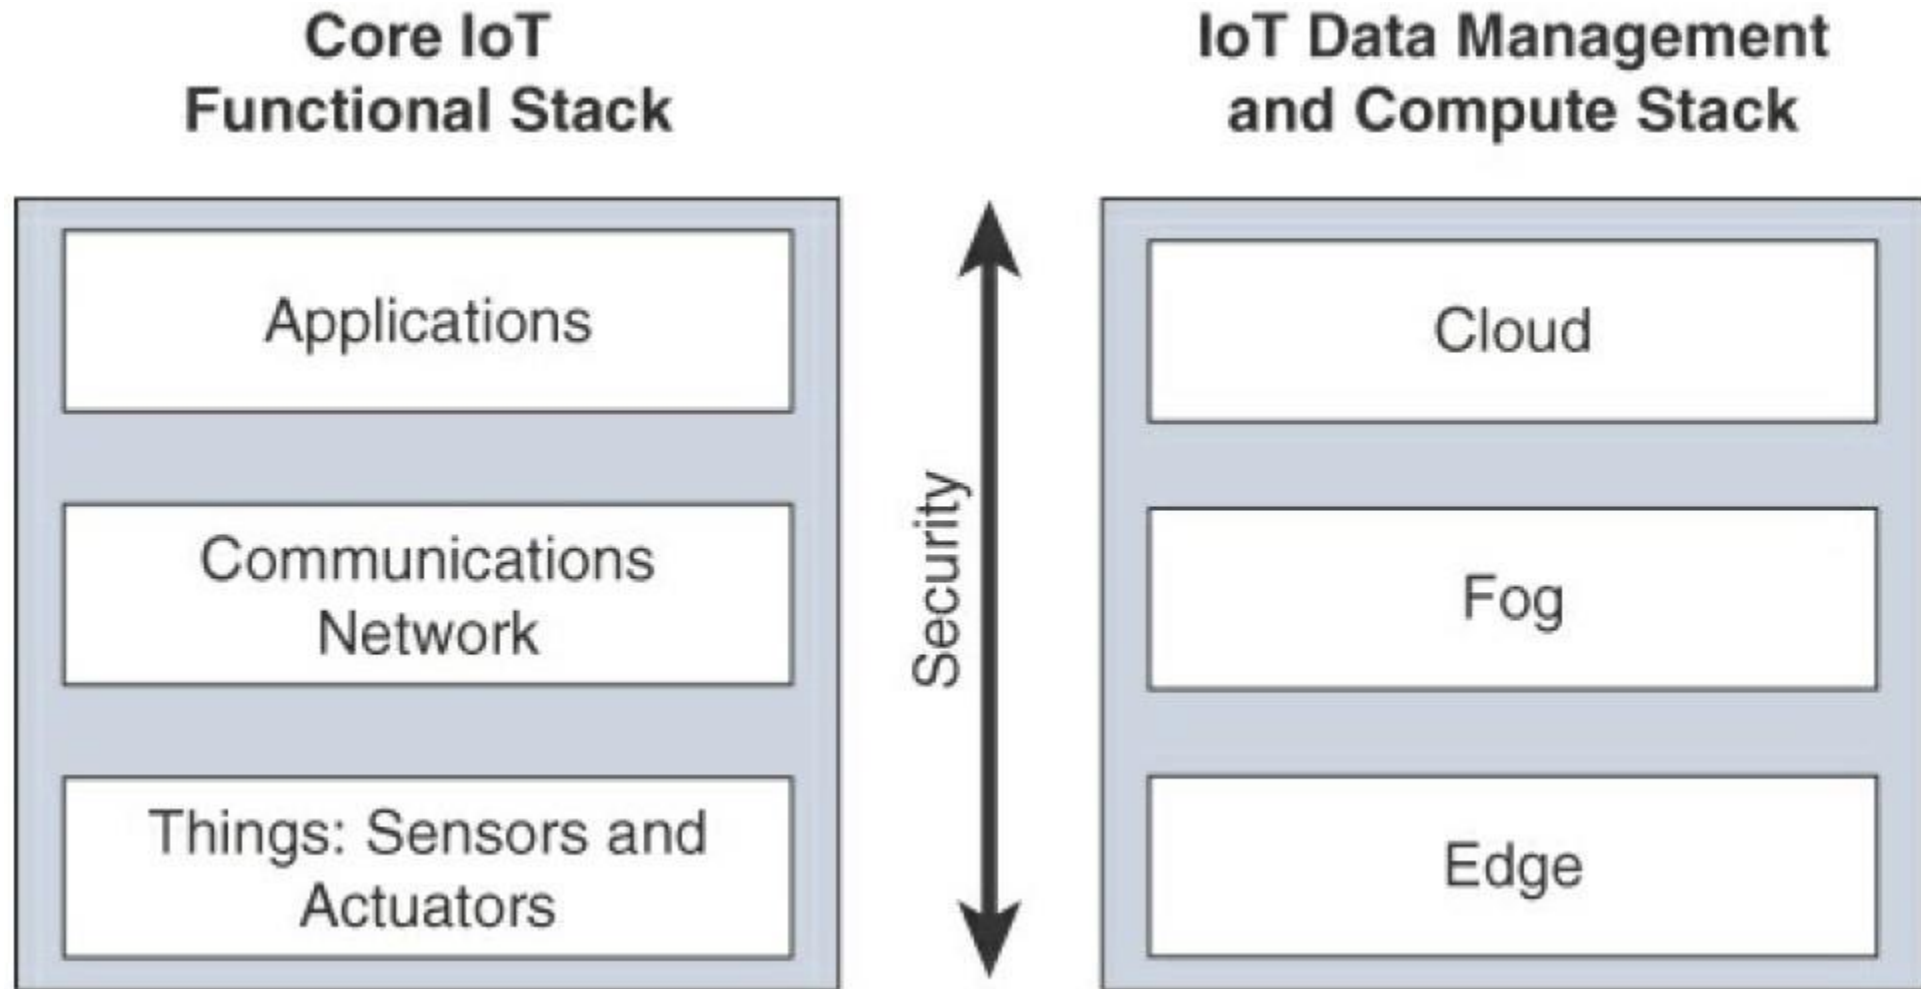 Core IoT
Functional Stack
Applications
Communications
Network
Things: Sensors and
Actuators
Security
IoT Data Management
and Compute Stack
Cloud
Fog
Edge